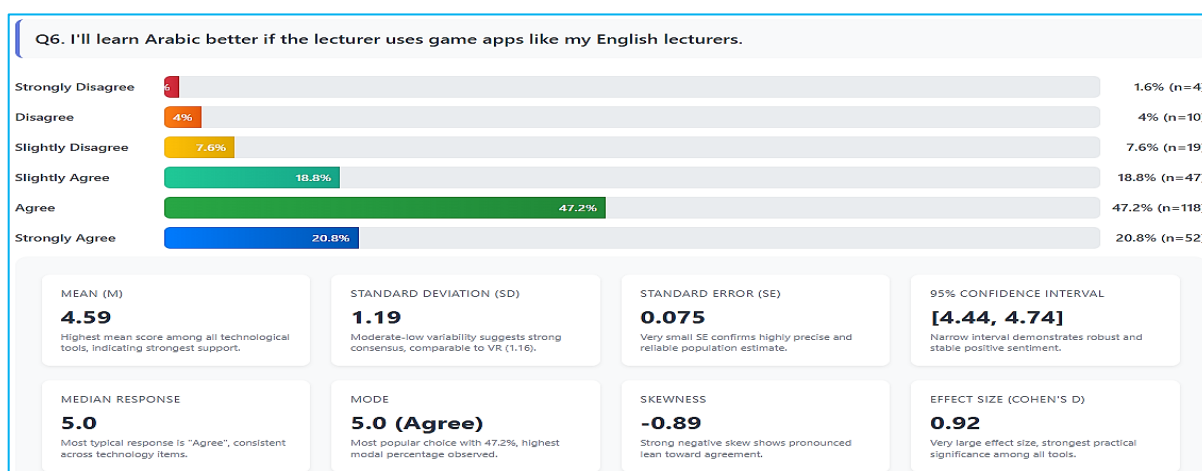 Q6. I'll learn Arabic better if the lecturer uses game apps like my English lecturers.
Strongly Disagree 1.6% (n=4
Disagree 4% 4% (n=10
Slightly Disagree 7.6% 7.6% (n=19
Slightly Agree 18.8% 18.8% (n=47
Agree 47.2% 47.2% (n=118
Strongly Agree 20.8% 20.8% (n=52
MEAN (M)
4.59
Highest mean score among all technological
tools, indicating strongest support.
STANDARD DEVIATION (SD)
1.19
Moderate-low variability suggests strong
consensus, comparable to VR (1.16).
STANDARD ERROR (SE)
0.075
Very small SE confirms highly precise and
reliable population estimate.
95% CONFIDENCE INTERVAL
[4.44, 4.74]
Narrow interval demonstrates robust and
stable positive sentiment.
MEDIAN RESPONSE
5.0
Most typical response is "Agree", consistent
across technology items.
MODE
5.0 (Agree)
Most popular choice with 47.2%, highest
modal percentage observed.
SKEWNESS
-0.89
Strong negative skew shows pronounced
lean toward agreement.
EFFECT SIZE (COHEN'S D)
0.92
Very large effect size, strongest practical
significance among all tools.